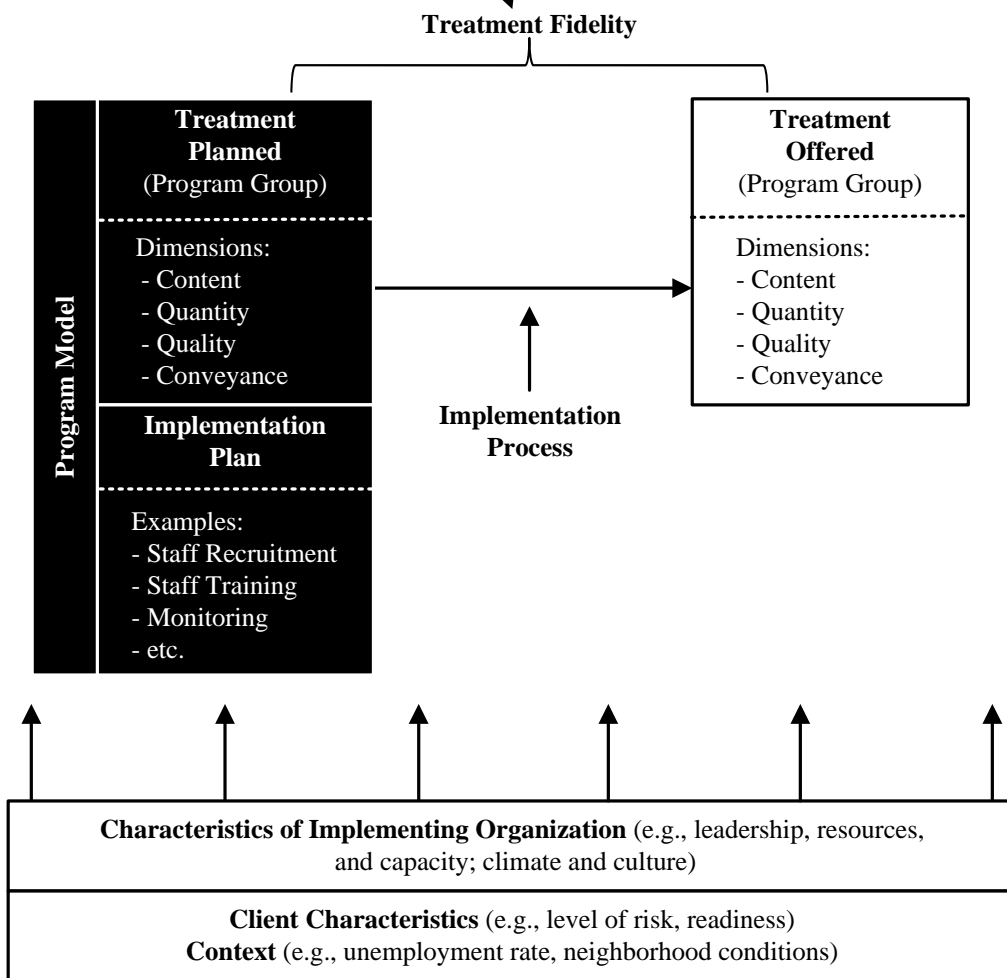 Treatment Fidelity
Treatment
Planned
(Program Group)
Dimensions:
- Content
- Quantity
- Quality
- Conveyance
Program Model
Implementation
Plan
Examples:
- Staff Recruitment
- Staff Training
- Monitoring
- etc.
Implementation
Process
Treatment
Offered
(Program Group)
Dimensions:
- Content
- Quantity
- Quality
- Conveyance
Characteristics of Implementing Organization (e.g., leadership, resources,
and capacity; climate and culture)
Client Characteristics (e.g., level of risk, readiness)
Context (e.g., unemployment rate, neighborhood conditions)